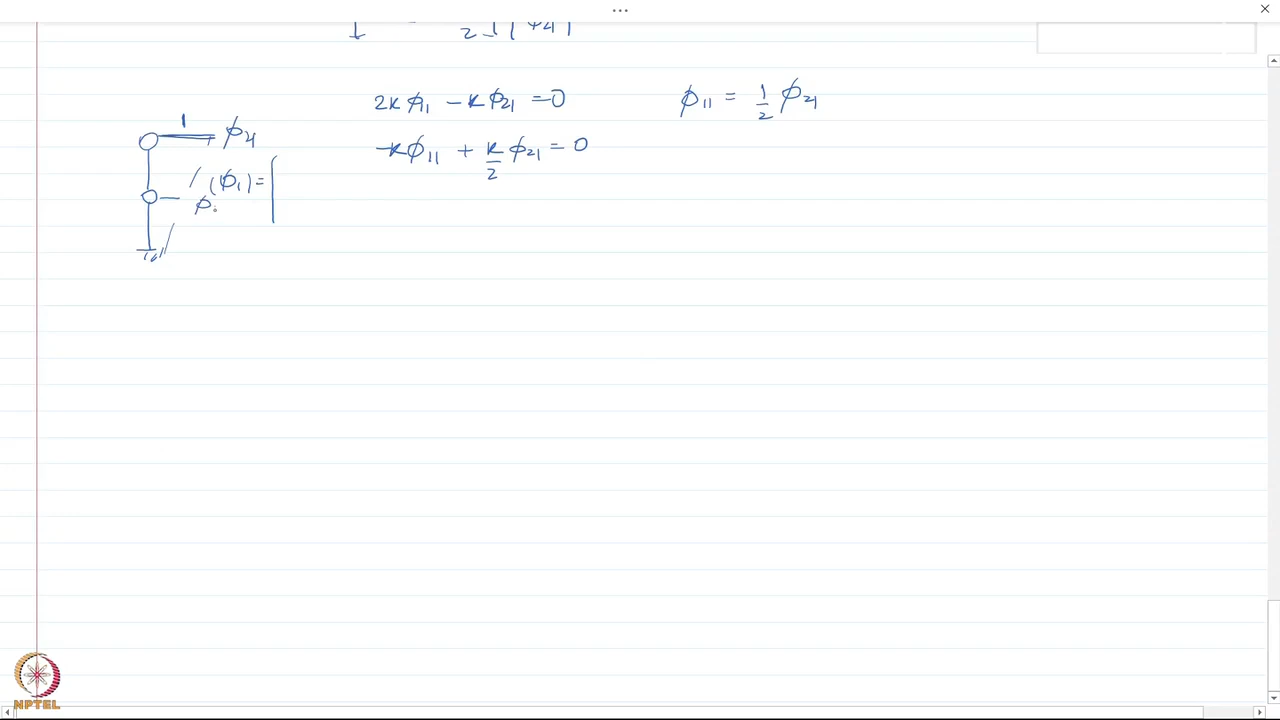 2kϕ11 − kϕ21 = 0
ϕ11 = 1/2 ϕ21
−kϕ11 + k/2 ϕ21 = 0
1
ϕ21
(ϕ1) =
ϕ
NPTEL